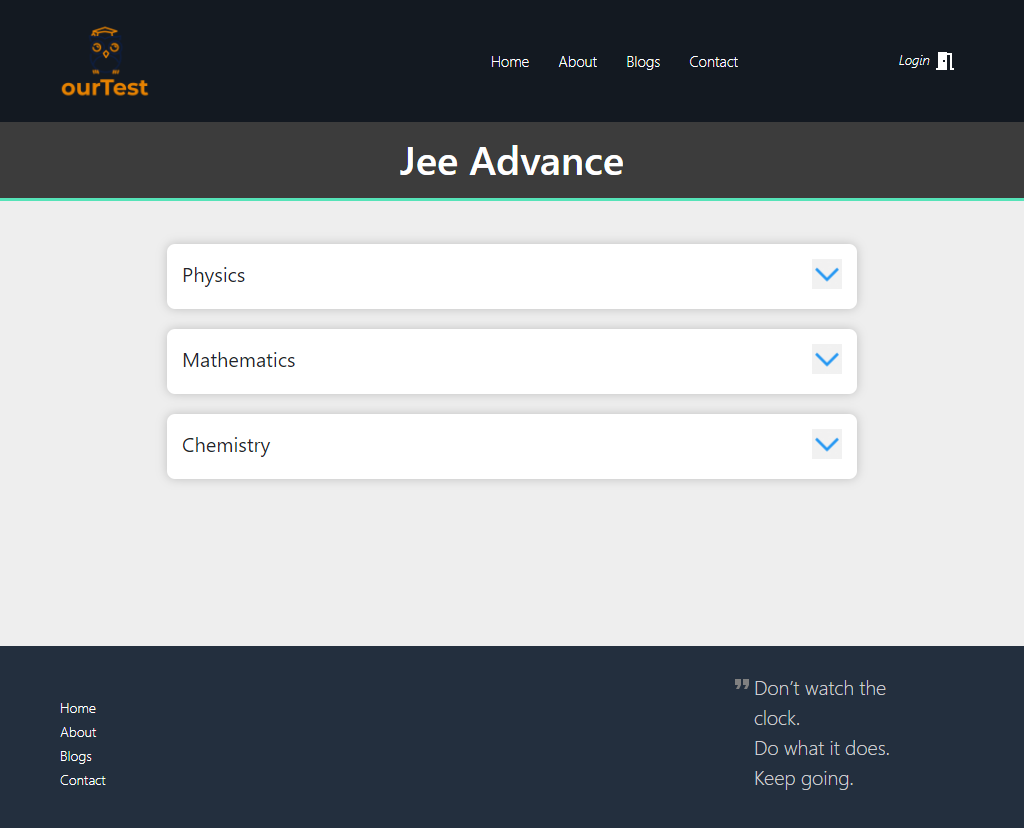 ourTest
Home
About
Blogs
Contact
Login
Jee Advance
Physics
Mathematics
Chemistry
Home
About
Blogs
Contact
Don’t watch the
clock.
Do what it does.
Keep going.